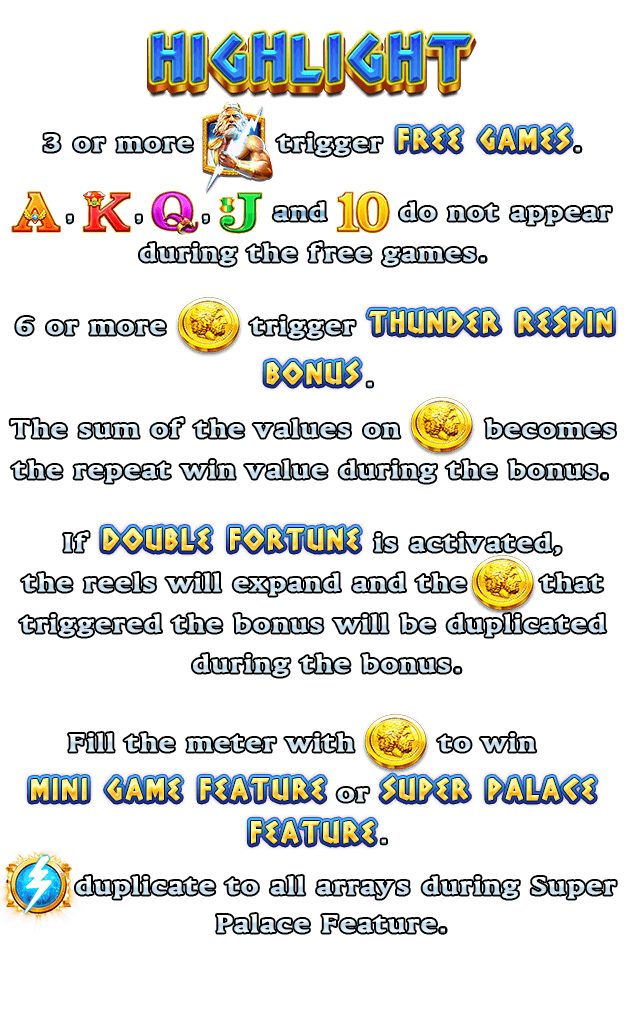 HIGHLIGHT
3 or more trigger FREE GAMES.
A, K, Q, J and 10 do not appear
during the free games.
6 or more trigger THUNDER RESPIN
BONUS.
The sum of the values on becomes
the repeat win value during the bonus.
If DOUBLE FORTUNE is activated,
the reels will expand and the that
triggered the bonus will be duplicated
during the bonus.
Fill the meter with to win
MINI GAME FEATURE or SUPER PALACE
FEATURE.
duplicate to all arrays during Super
Palace Feature.